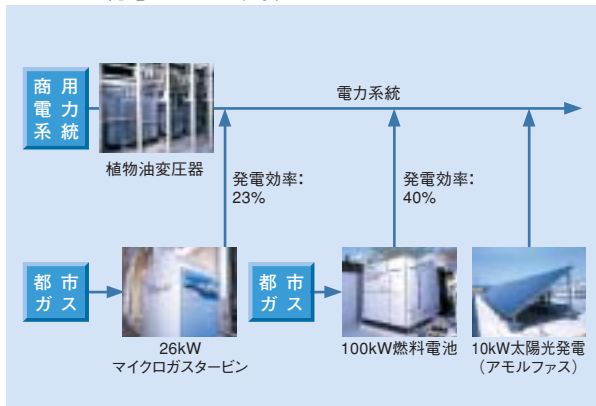 商用
電力
系統
電力系統
植物油変圧器
発電効率：
23%
発電効率：
40%
都市
ガス
都市
ガス
26kW
マイクロガスタービン
100kW燃料電池
10kW太陽光発電
（アモルファス）